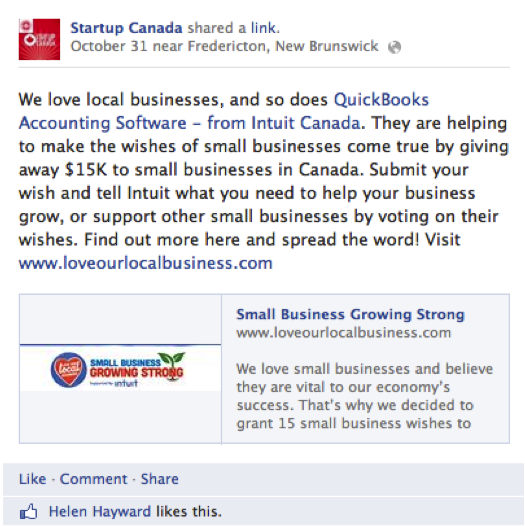 Startup Canada shared a link.
October 31 near Fredericton, New Brunswick
We love local businesses, and so does QuickBooks
Accounting Software – from Intuit Canada. They are helping
to make the wishes of small businesses come true by giving
away $15K to small businesses in Canada. Submit your
wish and tell Intuit what you need to help your business
grow, or support other small businesses by voting on their
wishes. Find out more here and spread the word! Visit
www.loveourlocalbusiness.com
Small Business Growing Strong
www.loveourlocalbusiness.com
We love small businesses and believe
they are vital to our economy's
success. That's why we decided to
grant 15 small business wishes to
local
SMALL BUSINESS
GROWING STRONG
intuit
Like · Comment · Share
Helen Hayward likes this.